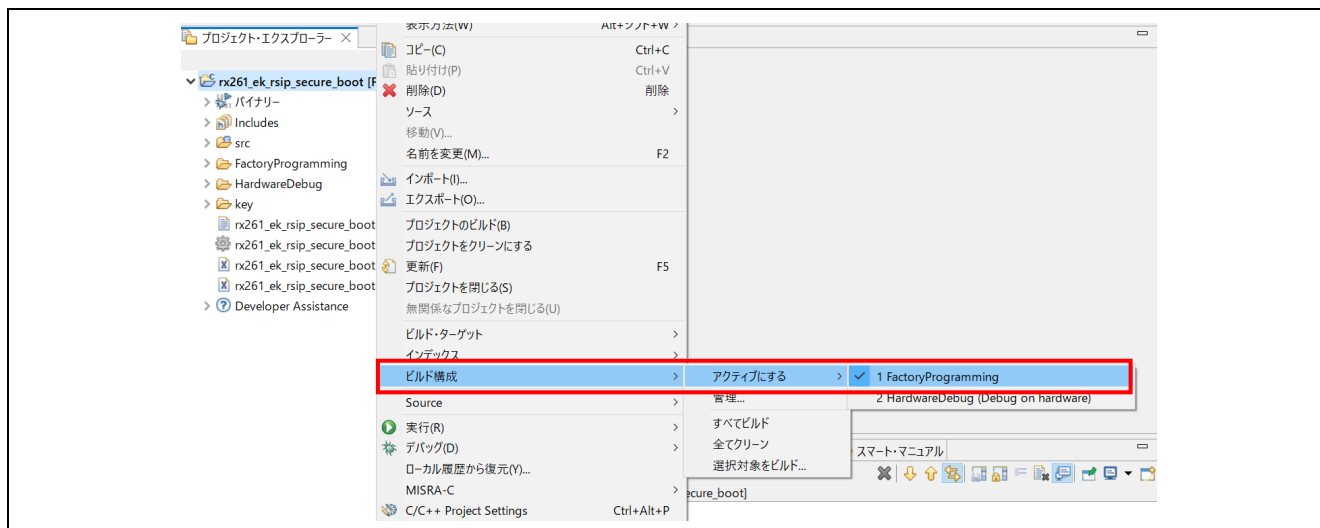 表示方法(W) Alt+シフト+W >
プロジェクト・エクスプローラー
コピー(C) Ctrl+C
貼り付け(P) Ctrl+V
rx261_ek_rsip_secure_boot [F
削除(D) 削除
バイナリー
ソース >
Includes
移動(V)...
src
名前を変更(M)... F2
FactoryProgramming
インポート(I)...
HardwareDebug
エクスポート(O)...
key
rx261_ek_rsip_secure_boot
プロジェクトのビルド(B)
rx261_ek_rsip_secure_boot
プロジェクトをクリーンにする
rx261_ek_rsip_secure_boot
更新(F) F5
rx261_ek_rsip_secure_boot
プロジェクトを閉じる(S)
Developer Assistance
無関係なプロジェクトを閉じる(U)
ビルド・ターゲット >
インデックス >
ビルド構成 > アクティブにする > 1 FactoryProgramming
管理... 2 HardwareDebug (Debug on hardware)
Source >
すべてビルド
実行(R) >
全てクリーン
デバッグ(D) >
スマート・マニュアル
選択対象をビルド...
ローカル履歴から復元(Y)...
MISRA-C >
ecure_boot]
C/C++ Project Settings Ctrl+Alt+P